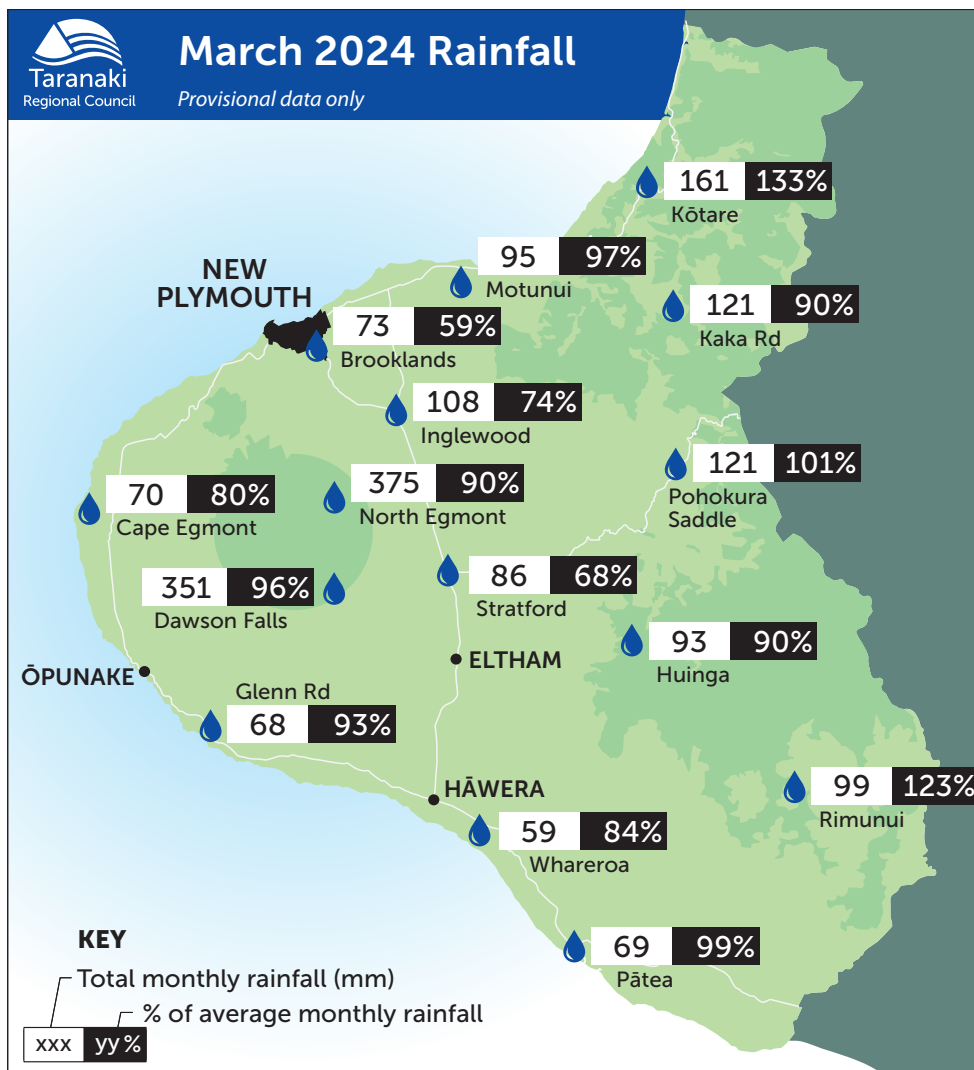 Taranaki
Regional Council
March 2024 Rainfall
Provisional data only
161 133%
Kōtare
95 97%
Motunui
NEW
PLYMOUTH
121 90%
Kaka Rd
73 59%
Brooklands
108 74%
Inglewood
121 101%
Pohokura
Saddle
375 90%
North Egmont
70 80%
Cape Egmont
86 68%
Stratford
351 96%
Dawson Falls
93 90%
Huinga
ELTHAM
ŌPUNAKE
Glenn Rd
68 93%
99 123%
Rimunui
HĀWERA
59 84%
Whareroa
69 99%
Pātea
KEY
Total monthly rainfall (mm)
% of average monthly rainfall
xxx yy %